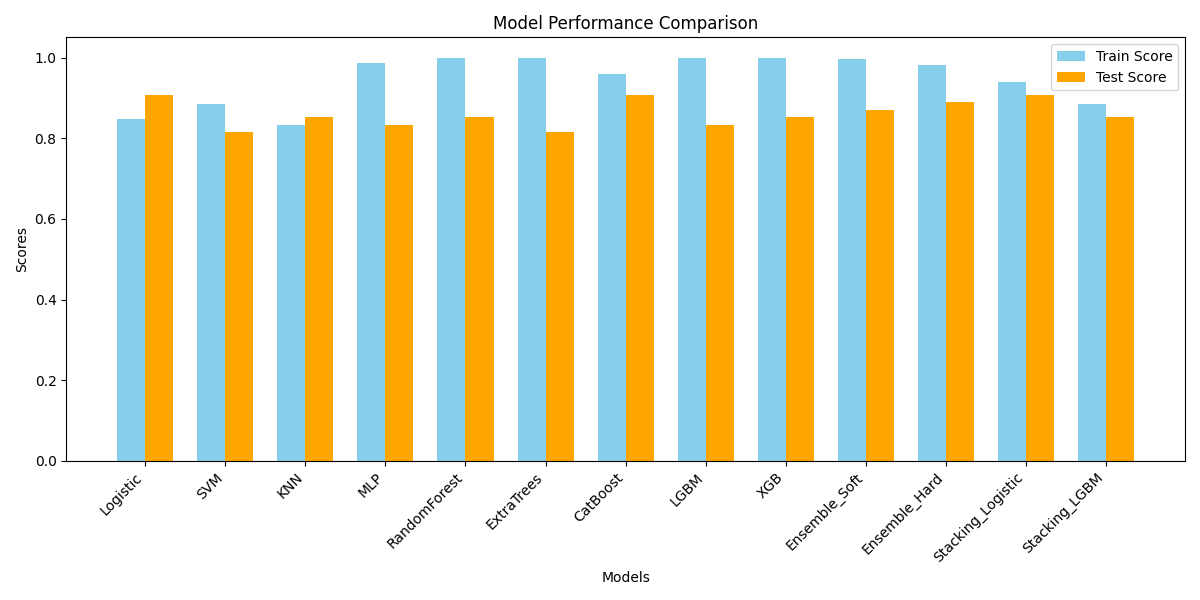 Model Performance Comparison
Train Score
Test Score
1.0
0.8
0.6
0.4
0.2
0.0
Scores
Logistic
SVM
KNN
MLP
RandomForest
ExtraTrees
CatBoost
LGBM
XGB
Ensemble_Soft
Ensemble_Hard
Stacking_Logistic
Stacking_LGBM
Models